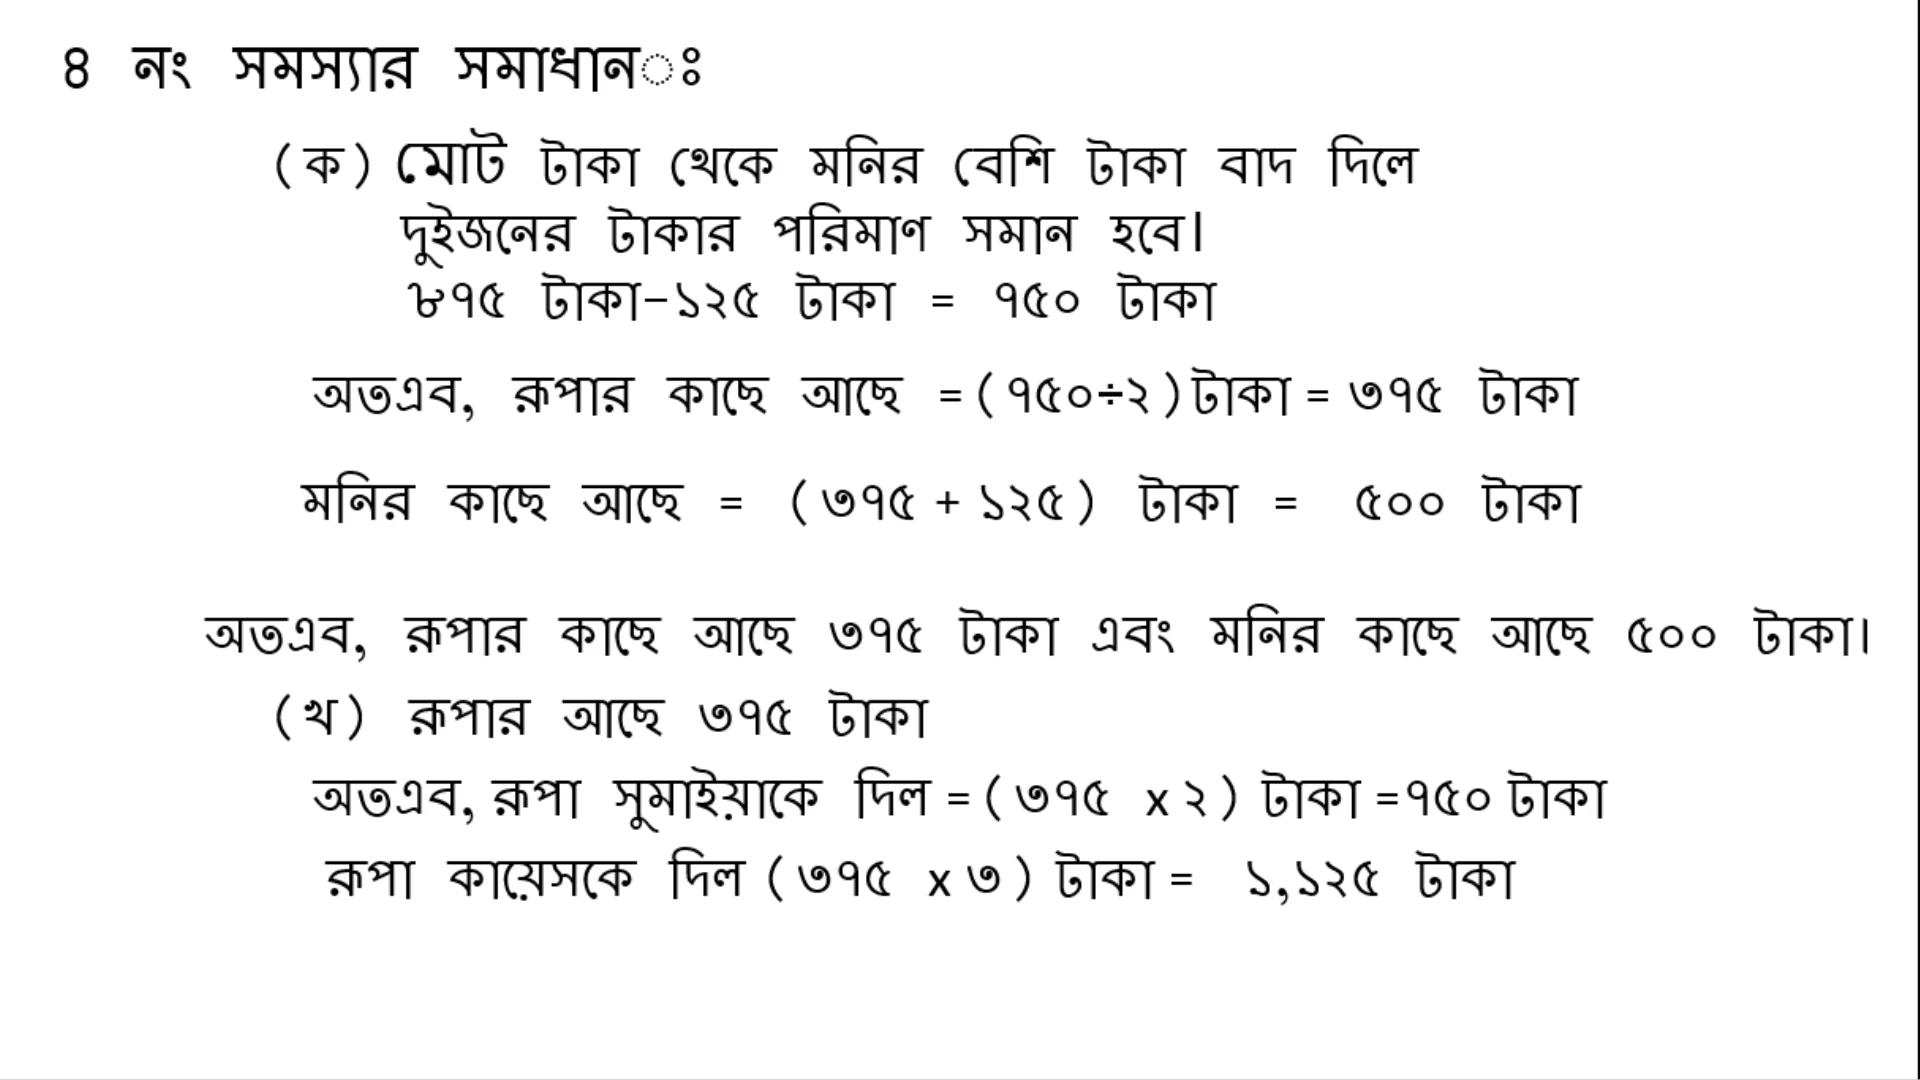 ৪ নং সমস্যার সমাধানঃ
(ক) মোট টাকা থেকে মনির বেশি টাকা বাদ দিলে
দুইজনের টাকার পরিমাণ সমান হবে।
৮৭৫ টাকা-১২৫ টাকা = ৭৫০ টাকা
অতএব, রূপার কাছে আছে =(৭৫০÷২)টাকা = ৩৭৫ টাকা
মনির কাছে আছে = (৩৭৫ + ১২৫) টাকা = ৫০০ টাকা
অতএব, রূপার কাছে আছে ৩৭৫ টাকা এবং মনির কাছে আছে ৫০০ টাকা।
(খ) রূপার আছে ৩৭৫ টাকা
অতএব, রূপা সুমাইয়াকে দিল =(৩৭৫ x ২) টাকা =৭৫০ টাকা
রূপা কায়েসকে দিল (৩৭৫ x ৩) টাকা = ১,১২৫ টাকা